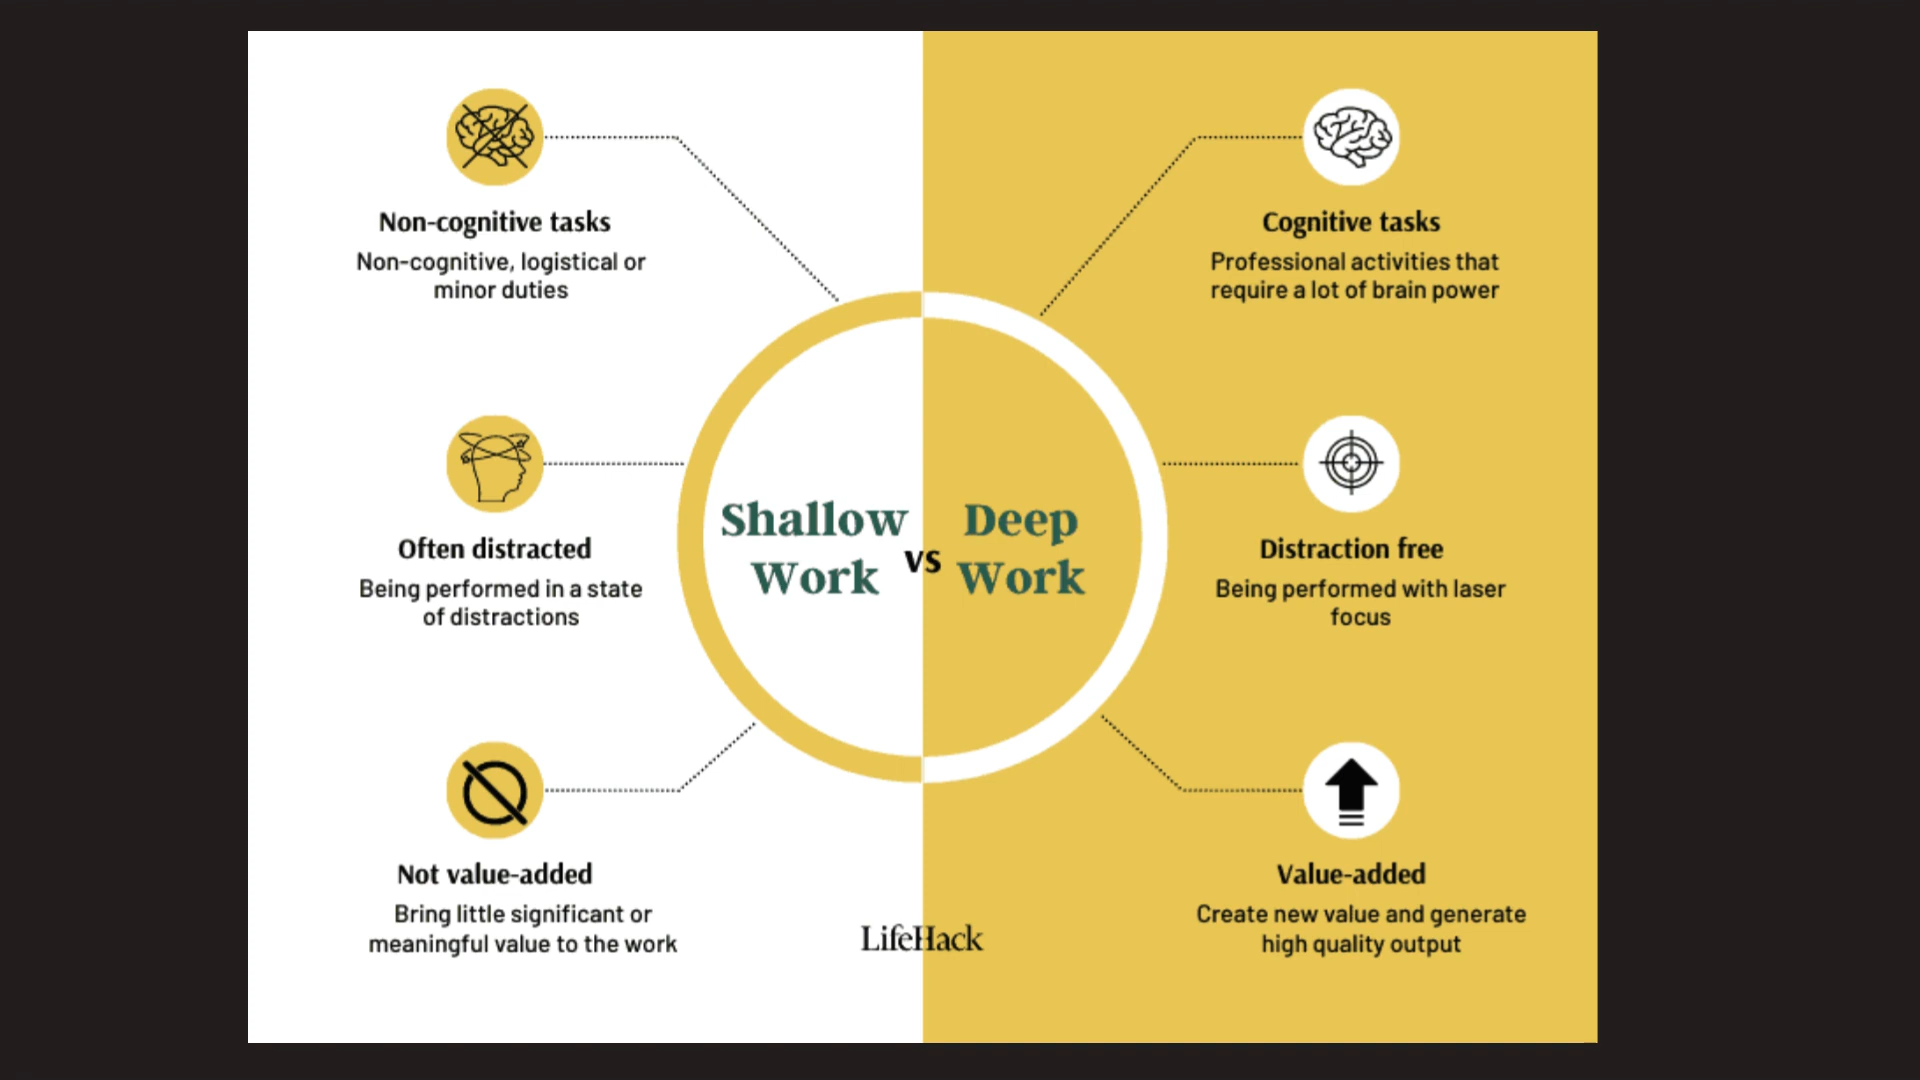 Non-cognitive tasks
Non-cognitive, logistical or
minor duties
Often distracted
Being performed in a state
of distractions
Not value-added
Bring little significant or
meaningful value to the work
Shallow
Work
vs
Deep
Work
Cognitive tasks
Professional activities that
require a lot of brain power
Distraction free
Being performed with laser
focus
Value-added
Create new value and generate
high quality output
LifeHack